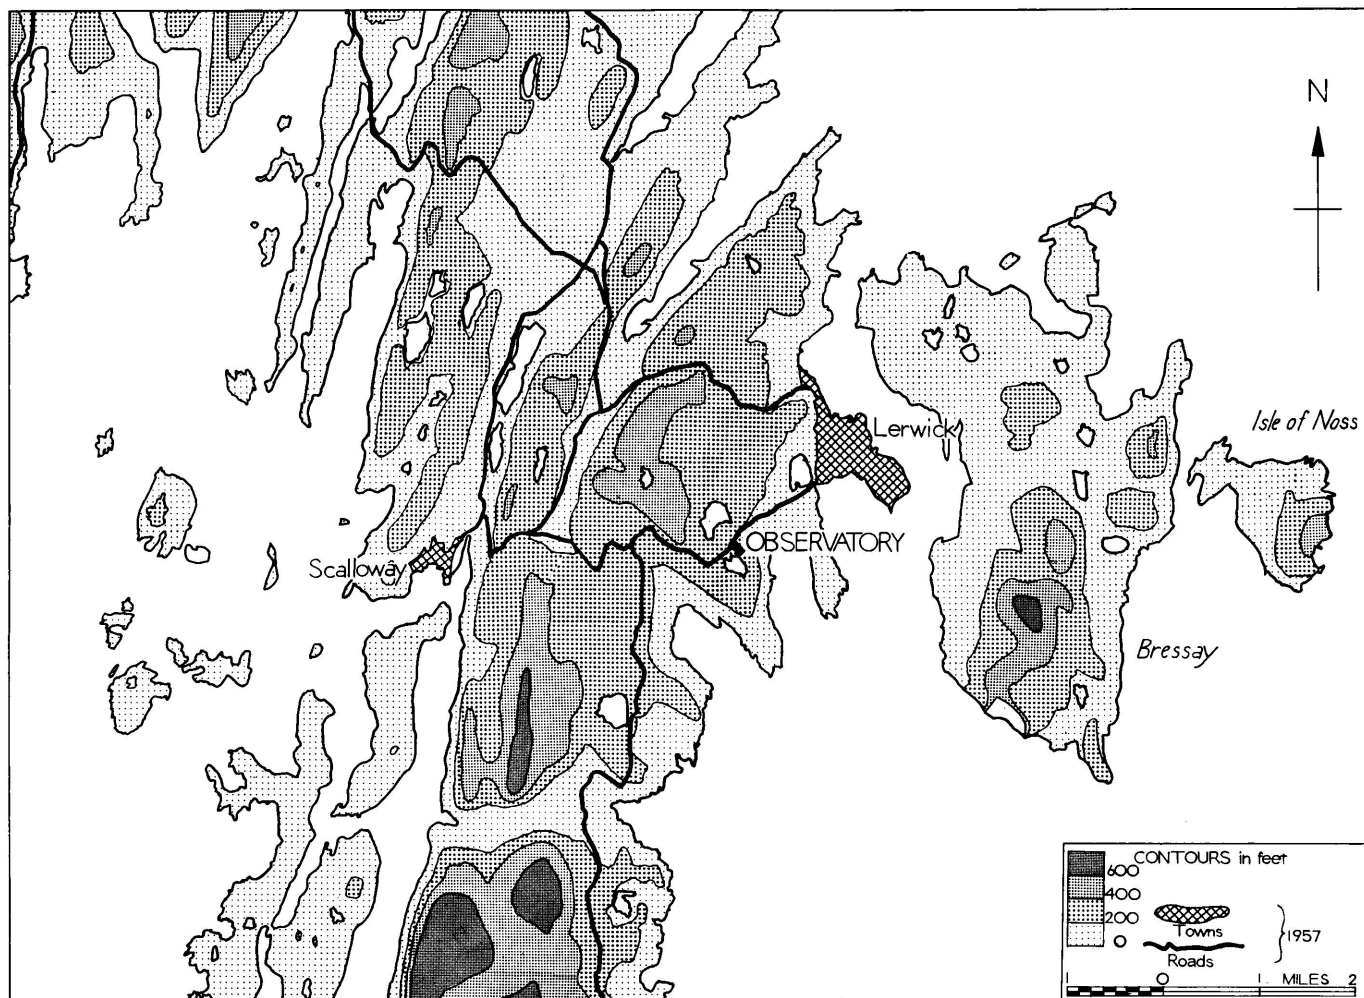 N
Lerwick
Isle of Noss
OBSERVATORY
Scalloway
Bressay
CONTOURS in feet
600
400
200
0
Towns
Roads
1957
1 0 1 MILES 2